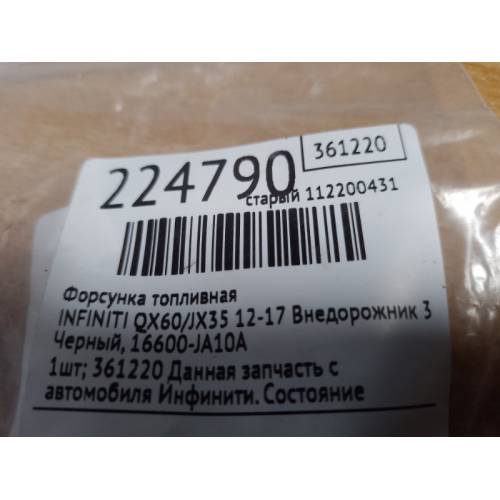 361220
224790
старый 112200431
Форсунка топливная
INFINITI QX60/JX35 12-17 Внедорожник 3
Черный, 16600-JA10A
1шт; 361220 Данная запчасть с
автомобиля Инфинити. Состояние